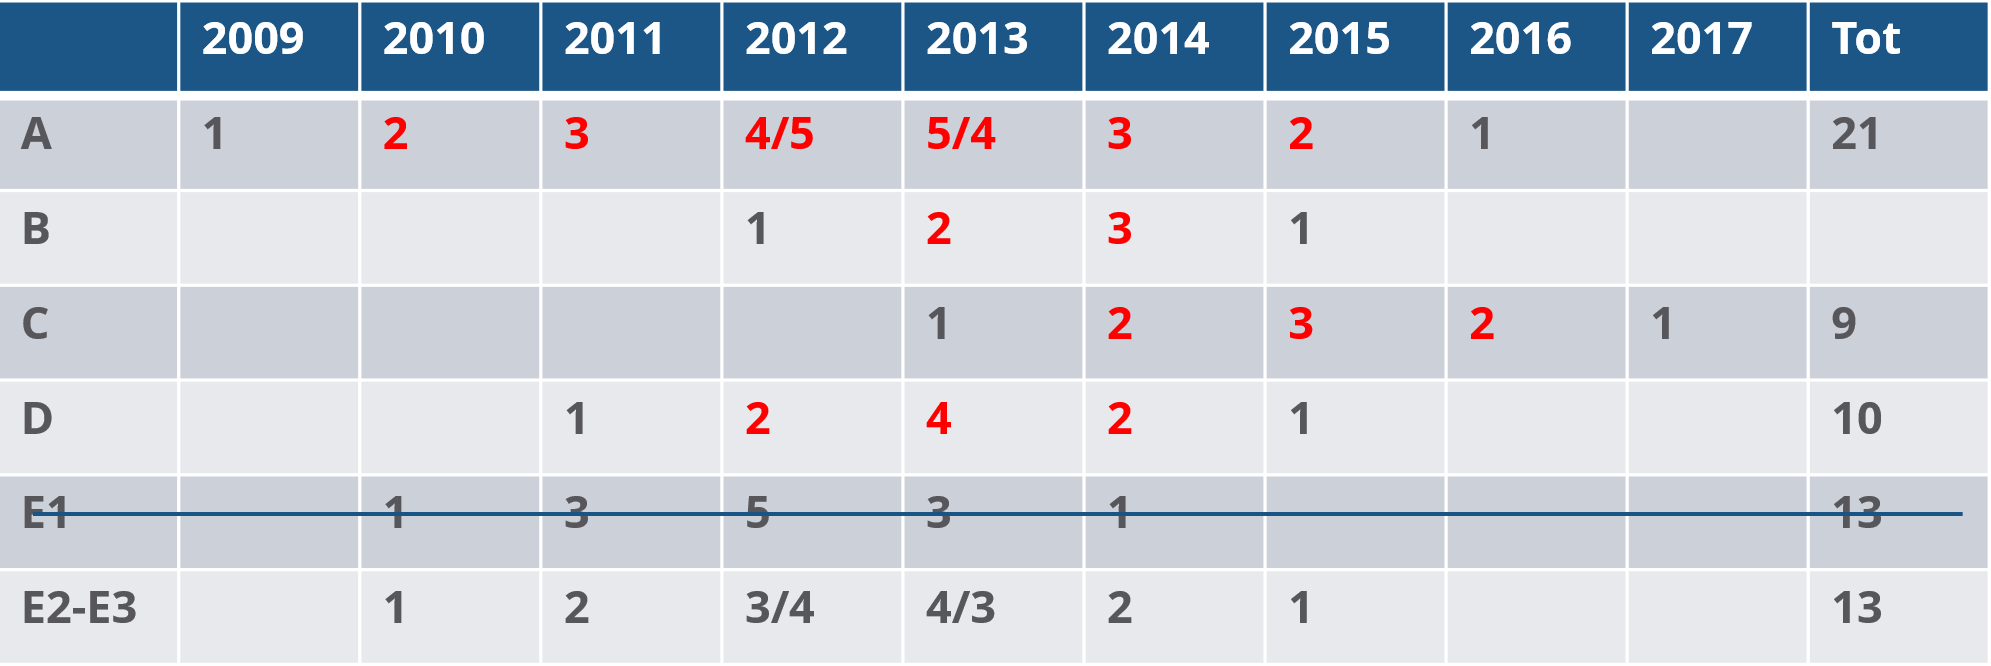 2009 2010 2011 2012 2013 2014 2015 2016 2017 Tot
A 1 2 3 4/5 5/4 3 2 1 21
B 1 2 3 1
C 1 2 3 2 1 9
D 1 2 4 2 1 10
E1 1 3 5 3 1 13
E2-E3 1 2 3/4 4/3 2 1 13